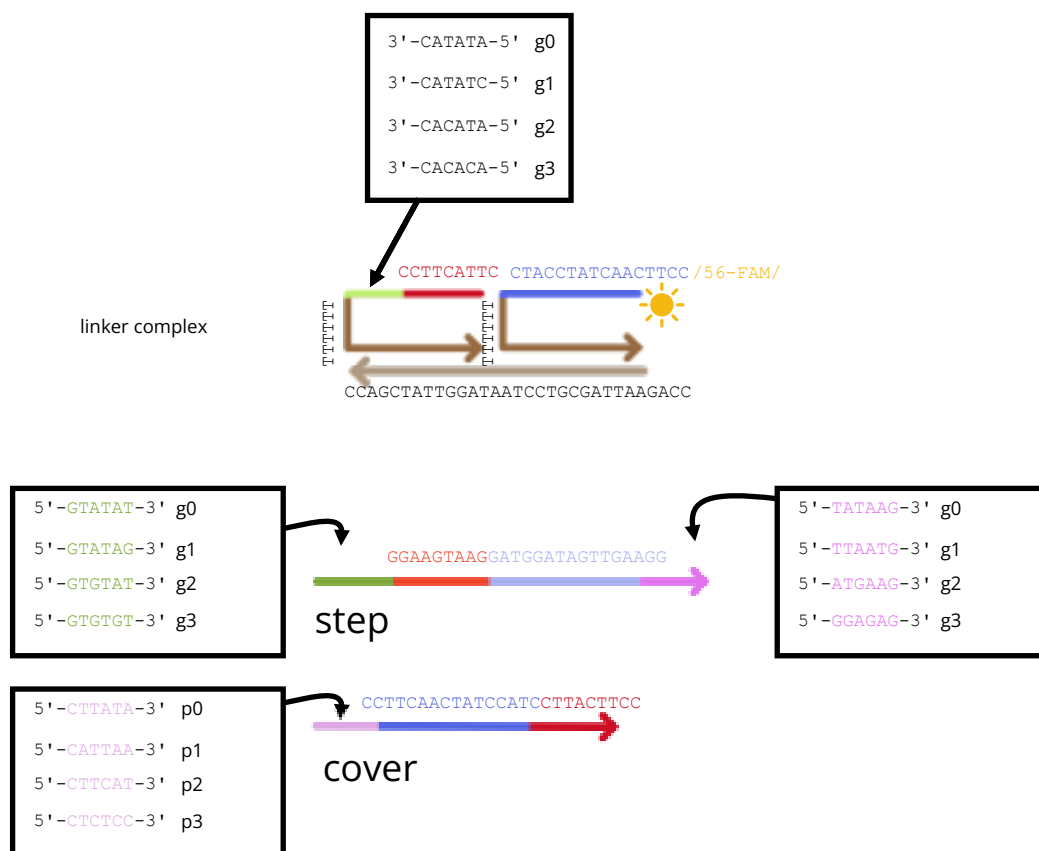 3'-CATATA-5' g0
3'-CATATC-5' g1
3'-CACATA-5' g2
3'-CACACA-5' g3
CCTTCATTC CTACCTATCAACTTCC /56-FAM/
TTTTTT TTTTTT
linker complex
CCAGCTATTGGATAATCCTGCGATTAAGACC
5'-GTATAT-3' g0
5'-GTATAG-3' g1
5'-GTGTAT-3' g2
5'-GTGTGT-3' g3
GGAAGTAAGGATGGATAGTTGAAGG
step
5'-TATAAG-3' g0
5'-TTAATG-3' g1
5'-ATGAAG-3' g2
5'-GGAGAG-3' g3
5'-CTTATA-3' p0
5'-CATTAA-3' p1
5'-CTTCAT-3' p2
5'-CTCTCC-3' p3
CCTTCAACTATCCATCCTTACTTCC
cover